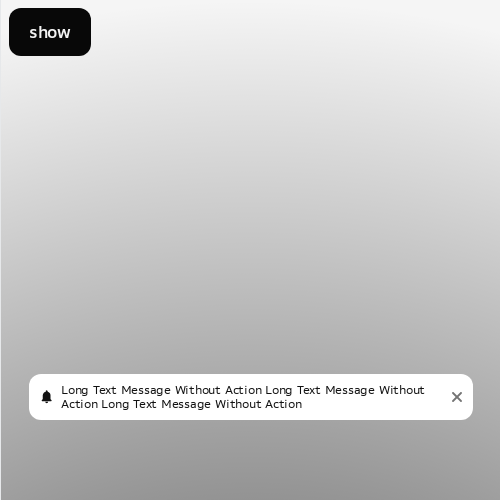 show
Long Text Message Without Action Long Text Message Without
Action Long Text Message Without Action